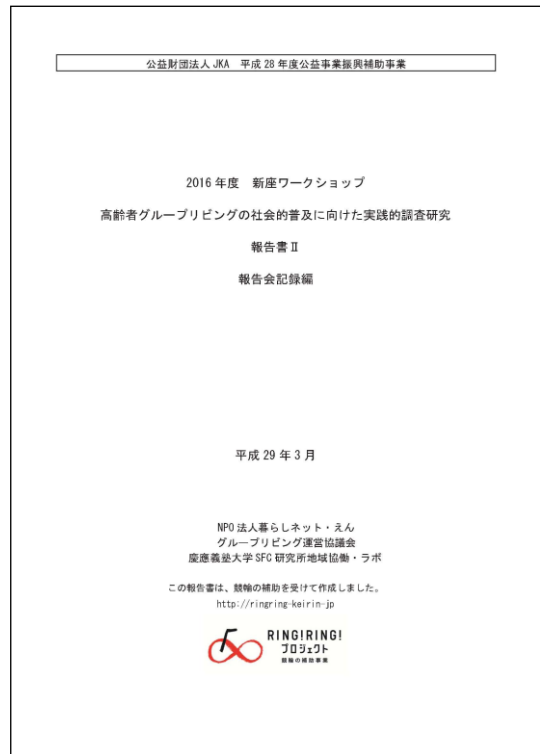 公益財団法人 JKA 平成 28 年度公益事業振興補助事業
2016 年度 新座ワークショップ
高齢者グループリビングの社会的普及に向けた実践的調査研究
報告書Ⅱ
報告会記録編
平成 29 年 3 月
NPO 法人暮らしネット・えん
グループリビング運営協議会
慶應義塾大学 SFC 研究所地域協働・ラボ
この報告書は、競輪の補助を受けて作成しました。
http://ringring-keirin-jp
RING!RING!
プロジェクト
競輪の補助事業